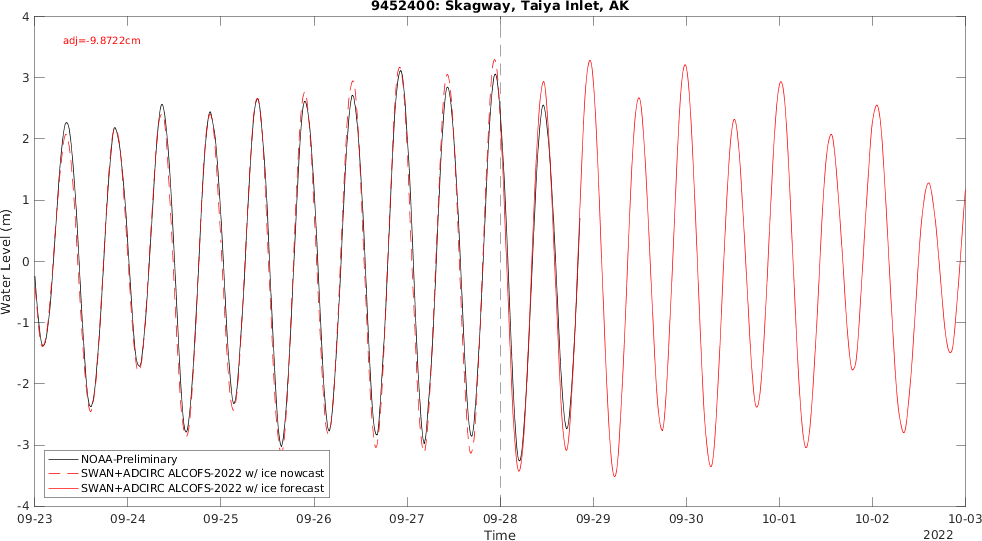 9452400: Skagway, Taiya Inlet, AK
adj=-9.8722cm
4
3
2
1
0
-1
-2
-3
-4
Water Level (m)
NOAA-Preliminary
SWAN+ADCIRC ALCOFS-2022 w/ ice nowcast
SWAN+ADCIRC ALCOFS-2022 w/ ice forecast
09-23 09-24 09-25 09-26 09-27 09-28 09-29 09-30 10-01 10-02 10-03
Time
2022